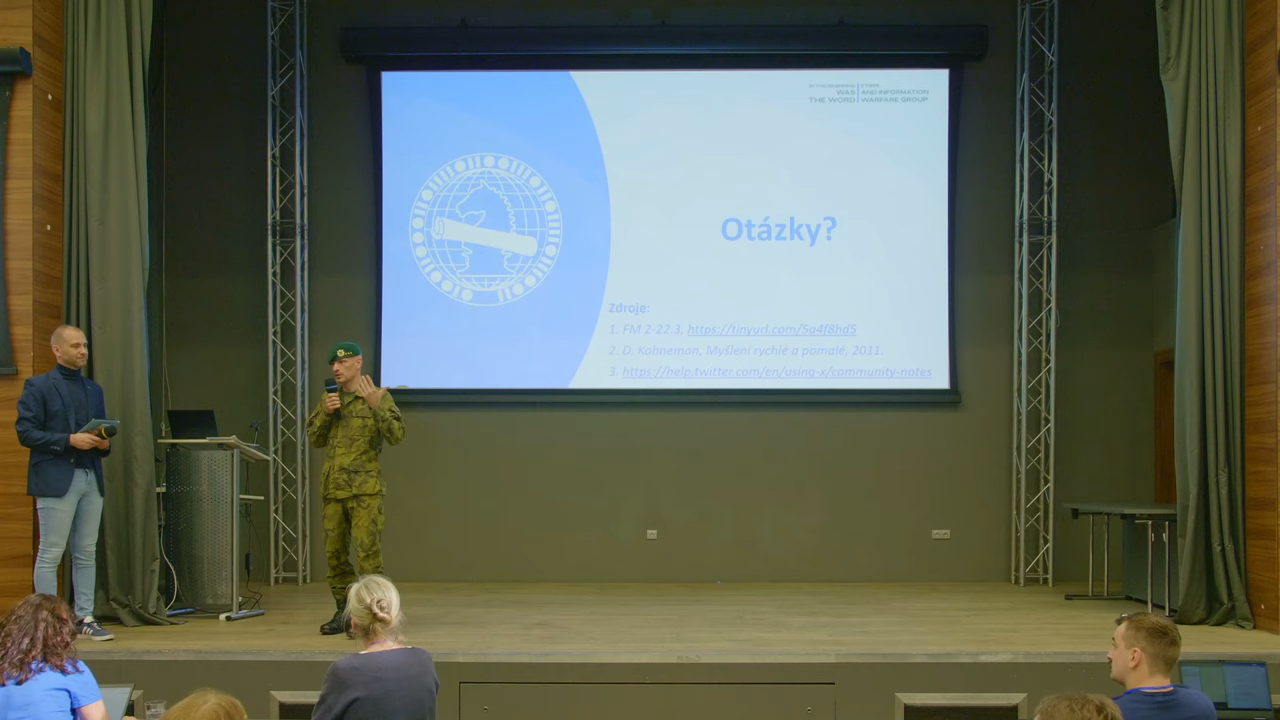 IN THE BEGINNING
WAS
THE WORD
CYBER
AND INFORMATION
WARFARE GROUP
Otázky?
Zdroje:
1. FM 2-22.3, https://tinyurl.com/5a4f8hd5
2. D. Kahneman, Myšlení rychlé a pomalé, 2011.
3. https://help.twitter.com/en/using-x/community-notes